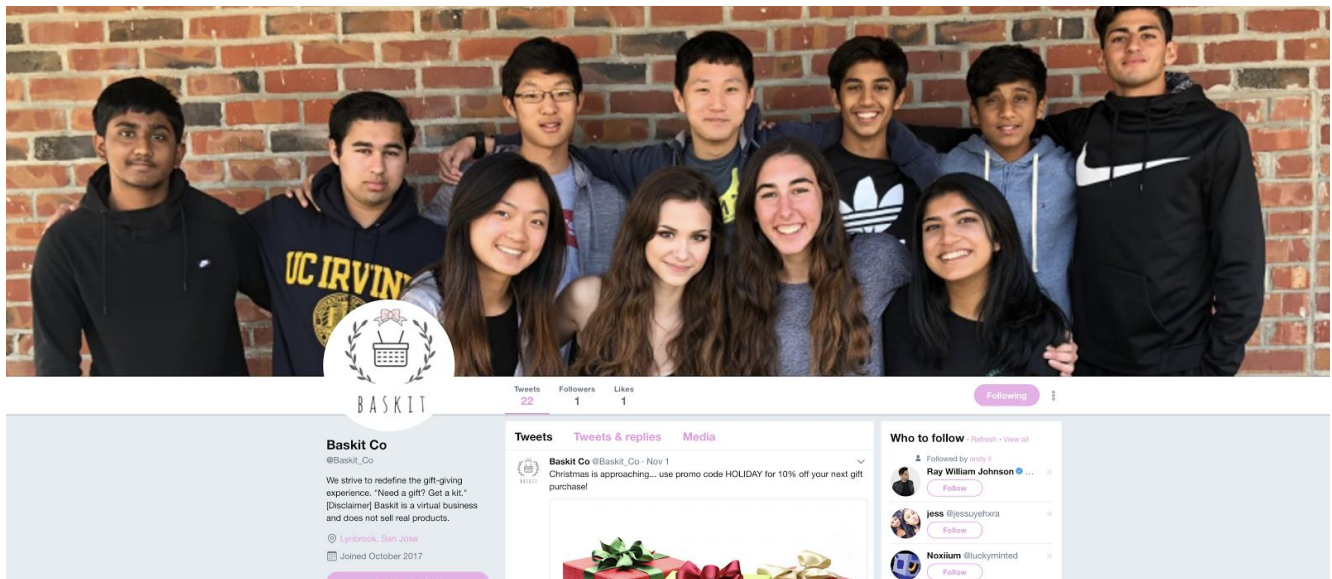 UC IRVIN
BASKIT
Tweets Followers Likes
22 1 1
Following
Baskit Co
@Baskit_Co
We strive to redefine the gift-giving
experience. "Need a gift? Get a kit."
[Disclaimer] Baskit is a virtual business
and does not sell real products.
Lynbrook, San Jose
Joined October 2017
Tweets Tweets & replies Media
Baskit Co @Baskit_Co · Nov 1
Christmas is approaching... use promo code HOLIDAY for 10% off your next gift
purchase!
BASKIT
Who to follow · Refresh · View all
Followed by andy li
Ray William Johnson ...
Follow
jess @jessuyehxra
Follow
Noxiium @luckyminted
Follow